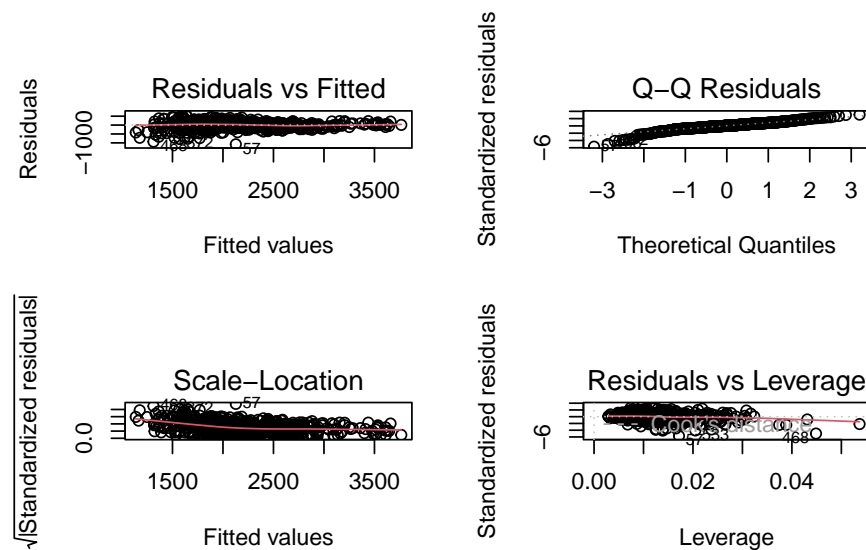 Residuals vs Fitted
Residuals
−1000
57
1500 2500 3500
Fitted values
Q−Q Residuals
Standardized residuals
−6
−3 −1 0 1 2 3
Theoretical Quantiles
Scale−Location
√|Standardized residuals|
0.0
57
1500 2500 3500
Fitted values
Residuals vs Leverage
Standardized residuals
−6
Cook's distance
468
0.00 0.02 0.04
Leverage